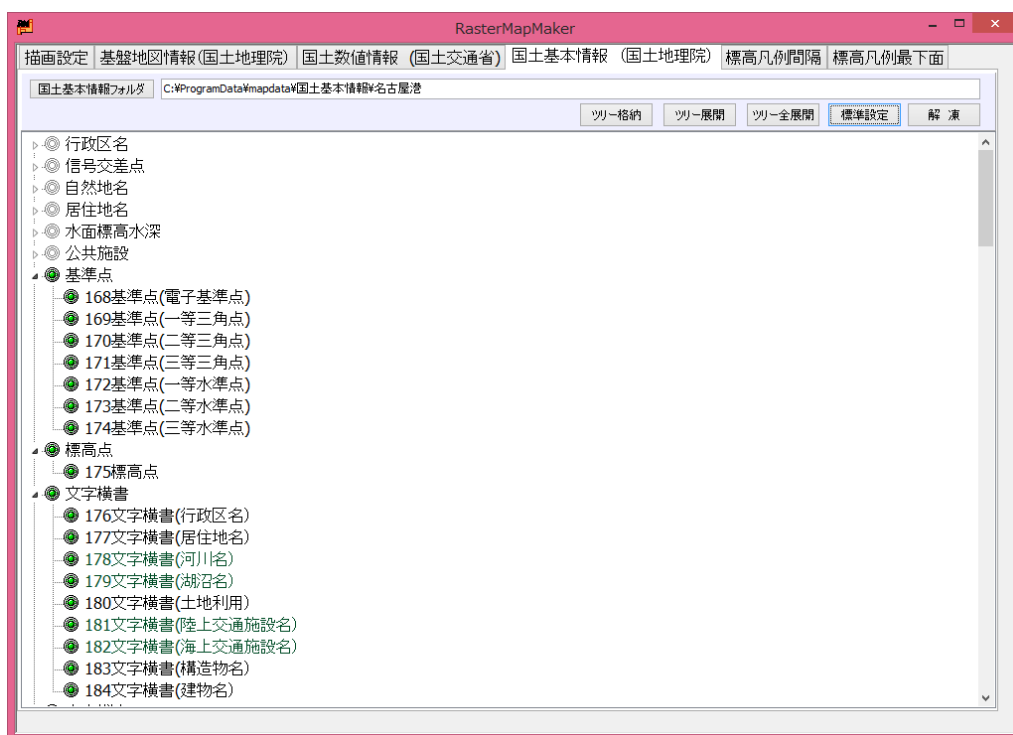 RasterMapMaker
描画設定 基盤地図情報(国土地理院) 国土数値情報 (国土交通省) 国土基本情報 (国土地理院) 標高凡例間隔 標高凡例最下面
国土基本情報フォルダ C:¥ProgramData¥mapdata¥国土基本情報¥名古屋港
ツリー格納 ツリー展開 ツリー全展開 標準設定 解 凍
行政区名
信号交差点
自然地名
居住地名
水面標高水深
公共施設
基準点
168基準点(電子基準点)
169基準点(一等三角点)
170基準点(二等三角点)
171基準点(三等三角点)
172基準点(一等水準点)
173基準点(二等水準点)
174基準点(三等水準点)
標高点
175標高点
文字横書
176文字横書(行政区名)
177文字横書(居住地名)
178文字横書(河川名)
179文字横書(湖沼名)
180文字横書(土地利用)
181文字横書(陸上交通施設名)
182文字横書(海上交通施設名)
183文字横書(構造物名)
184文字横書(建物名)